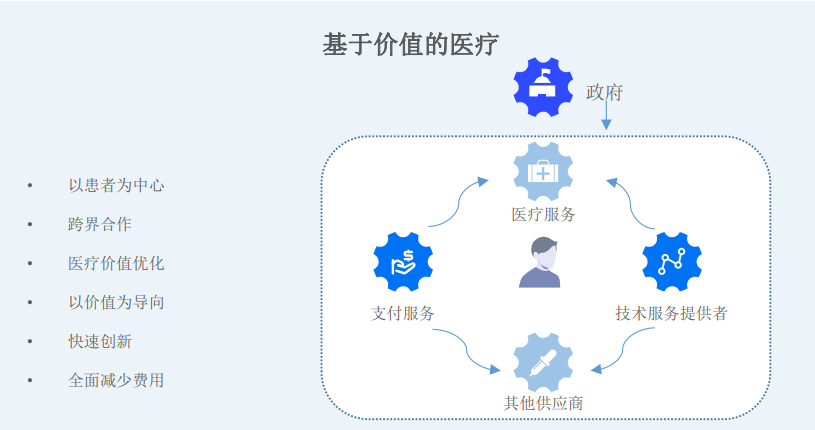 基于价值的医疗
政府
• 以患者为中心
• 跨界合作
• 医疗价值优化
• 以价值为导向
• 快速创新
• 全面减少费用
医疗服务
支付服务
技术服务提供者
其他供应商